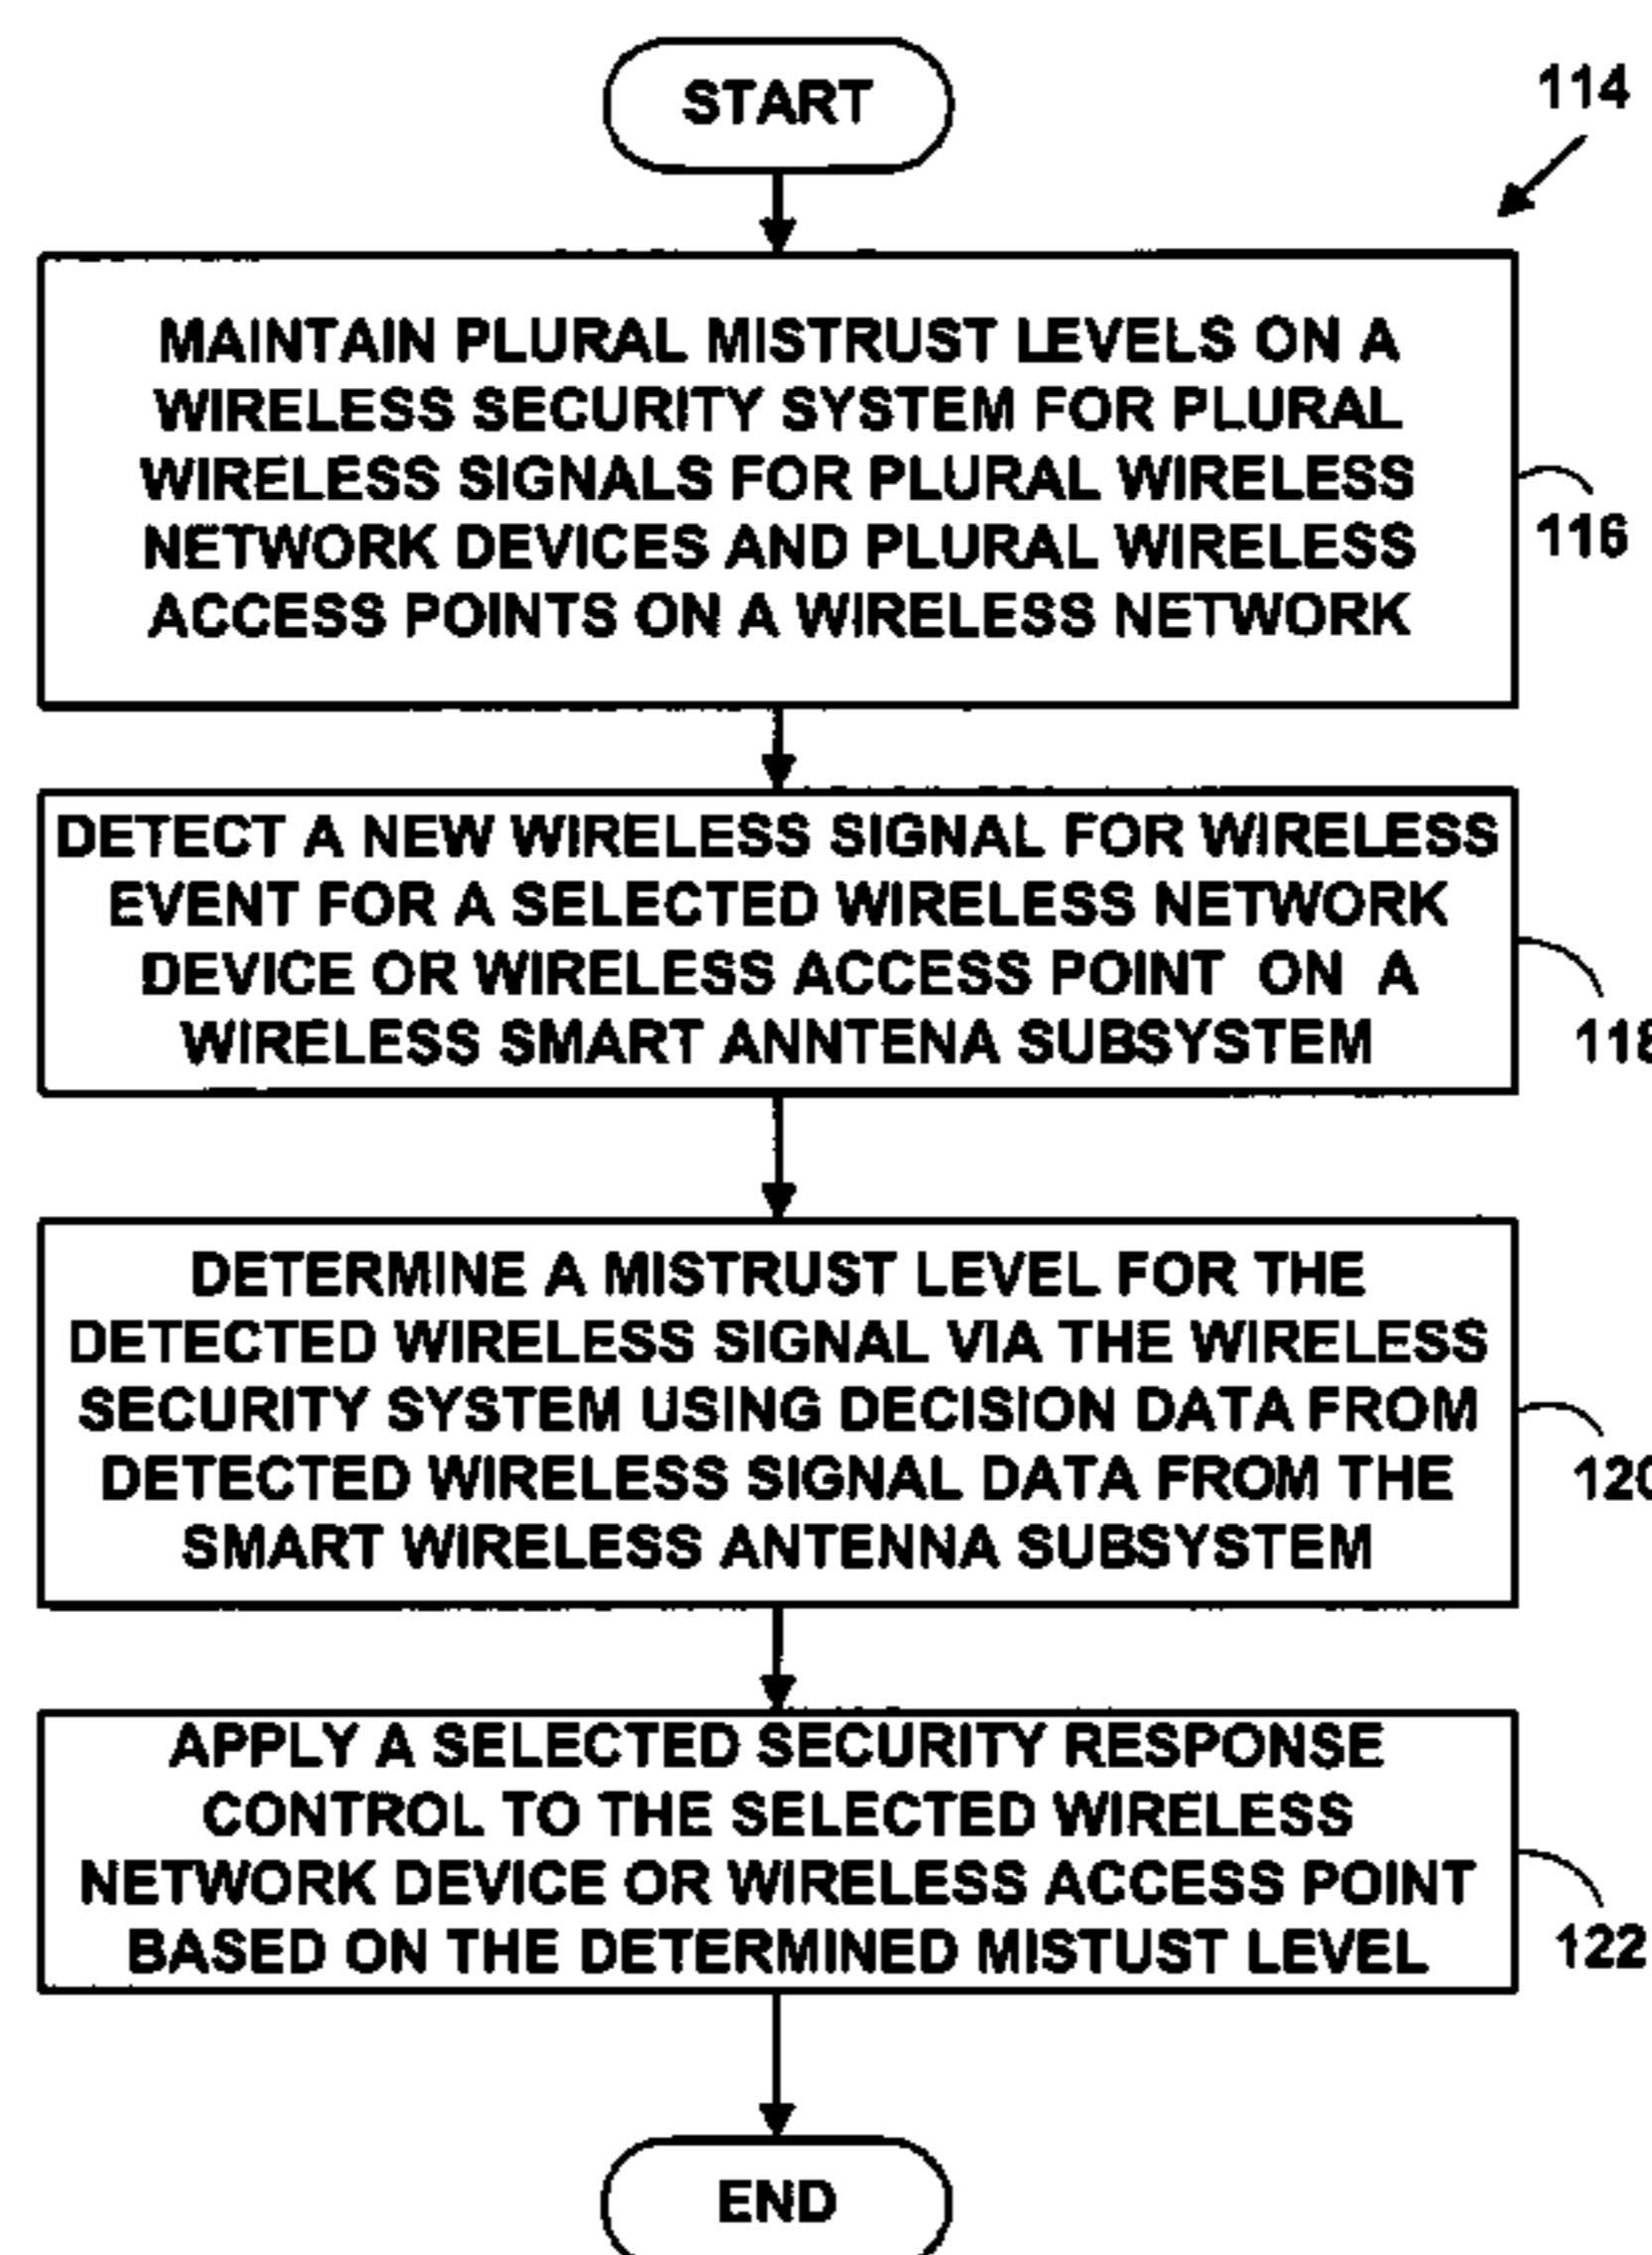 START
114
MAINTAIN PLURAL MISTRUST LEVELS ON A
WIRELESS SECURITY SYSTEM FOR PLURAL
WIRELESS SIGNALS FOR PLURAL WIRELESS
NETWORK DEVICES AND PLURAL WIRELESS
ACCESS POINTS ON A WIRELESS NETWORK
116
DETECT A NEW WIRELESS SIGNAL FOR WIRELESS
EVENT FOR A SELECTED WIRELESS NETWORK
DEVICE OR WIRELESS ACCESS POINT ON A
WIRELESS SMART ANNTENA SUBSYSTEM
118
DETERMINE A MISTRUST LEVEL FOR THE
DETECTED WIRELESS SIGNAL VIA THE WIRELESS
SECURITY SYSTEM USING DECISION DATA FROM
DETECTED WIRELESS SIGNAL DATA FROM THE
SMART WIRELESS ANTENNA SUBSYSTEM
120
APPLY A SELECTED SECURITY RESPONSE
CONTROL TO THE SELECTED WIRELESS
NETWORK DEVICE OR WIRELESS ACCESS POINT
BASED ON THE DETERMINED MISTUST LEVEL
122
END